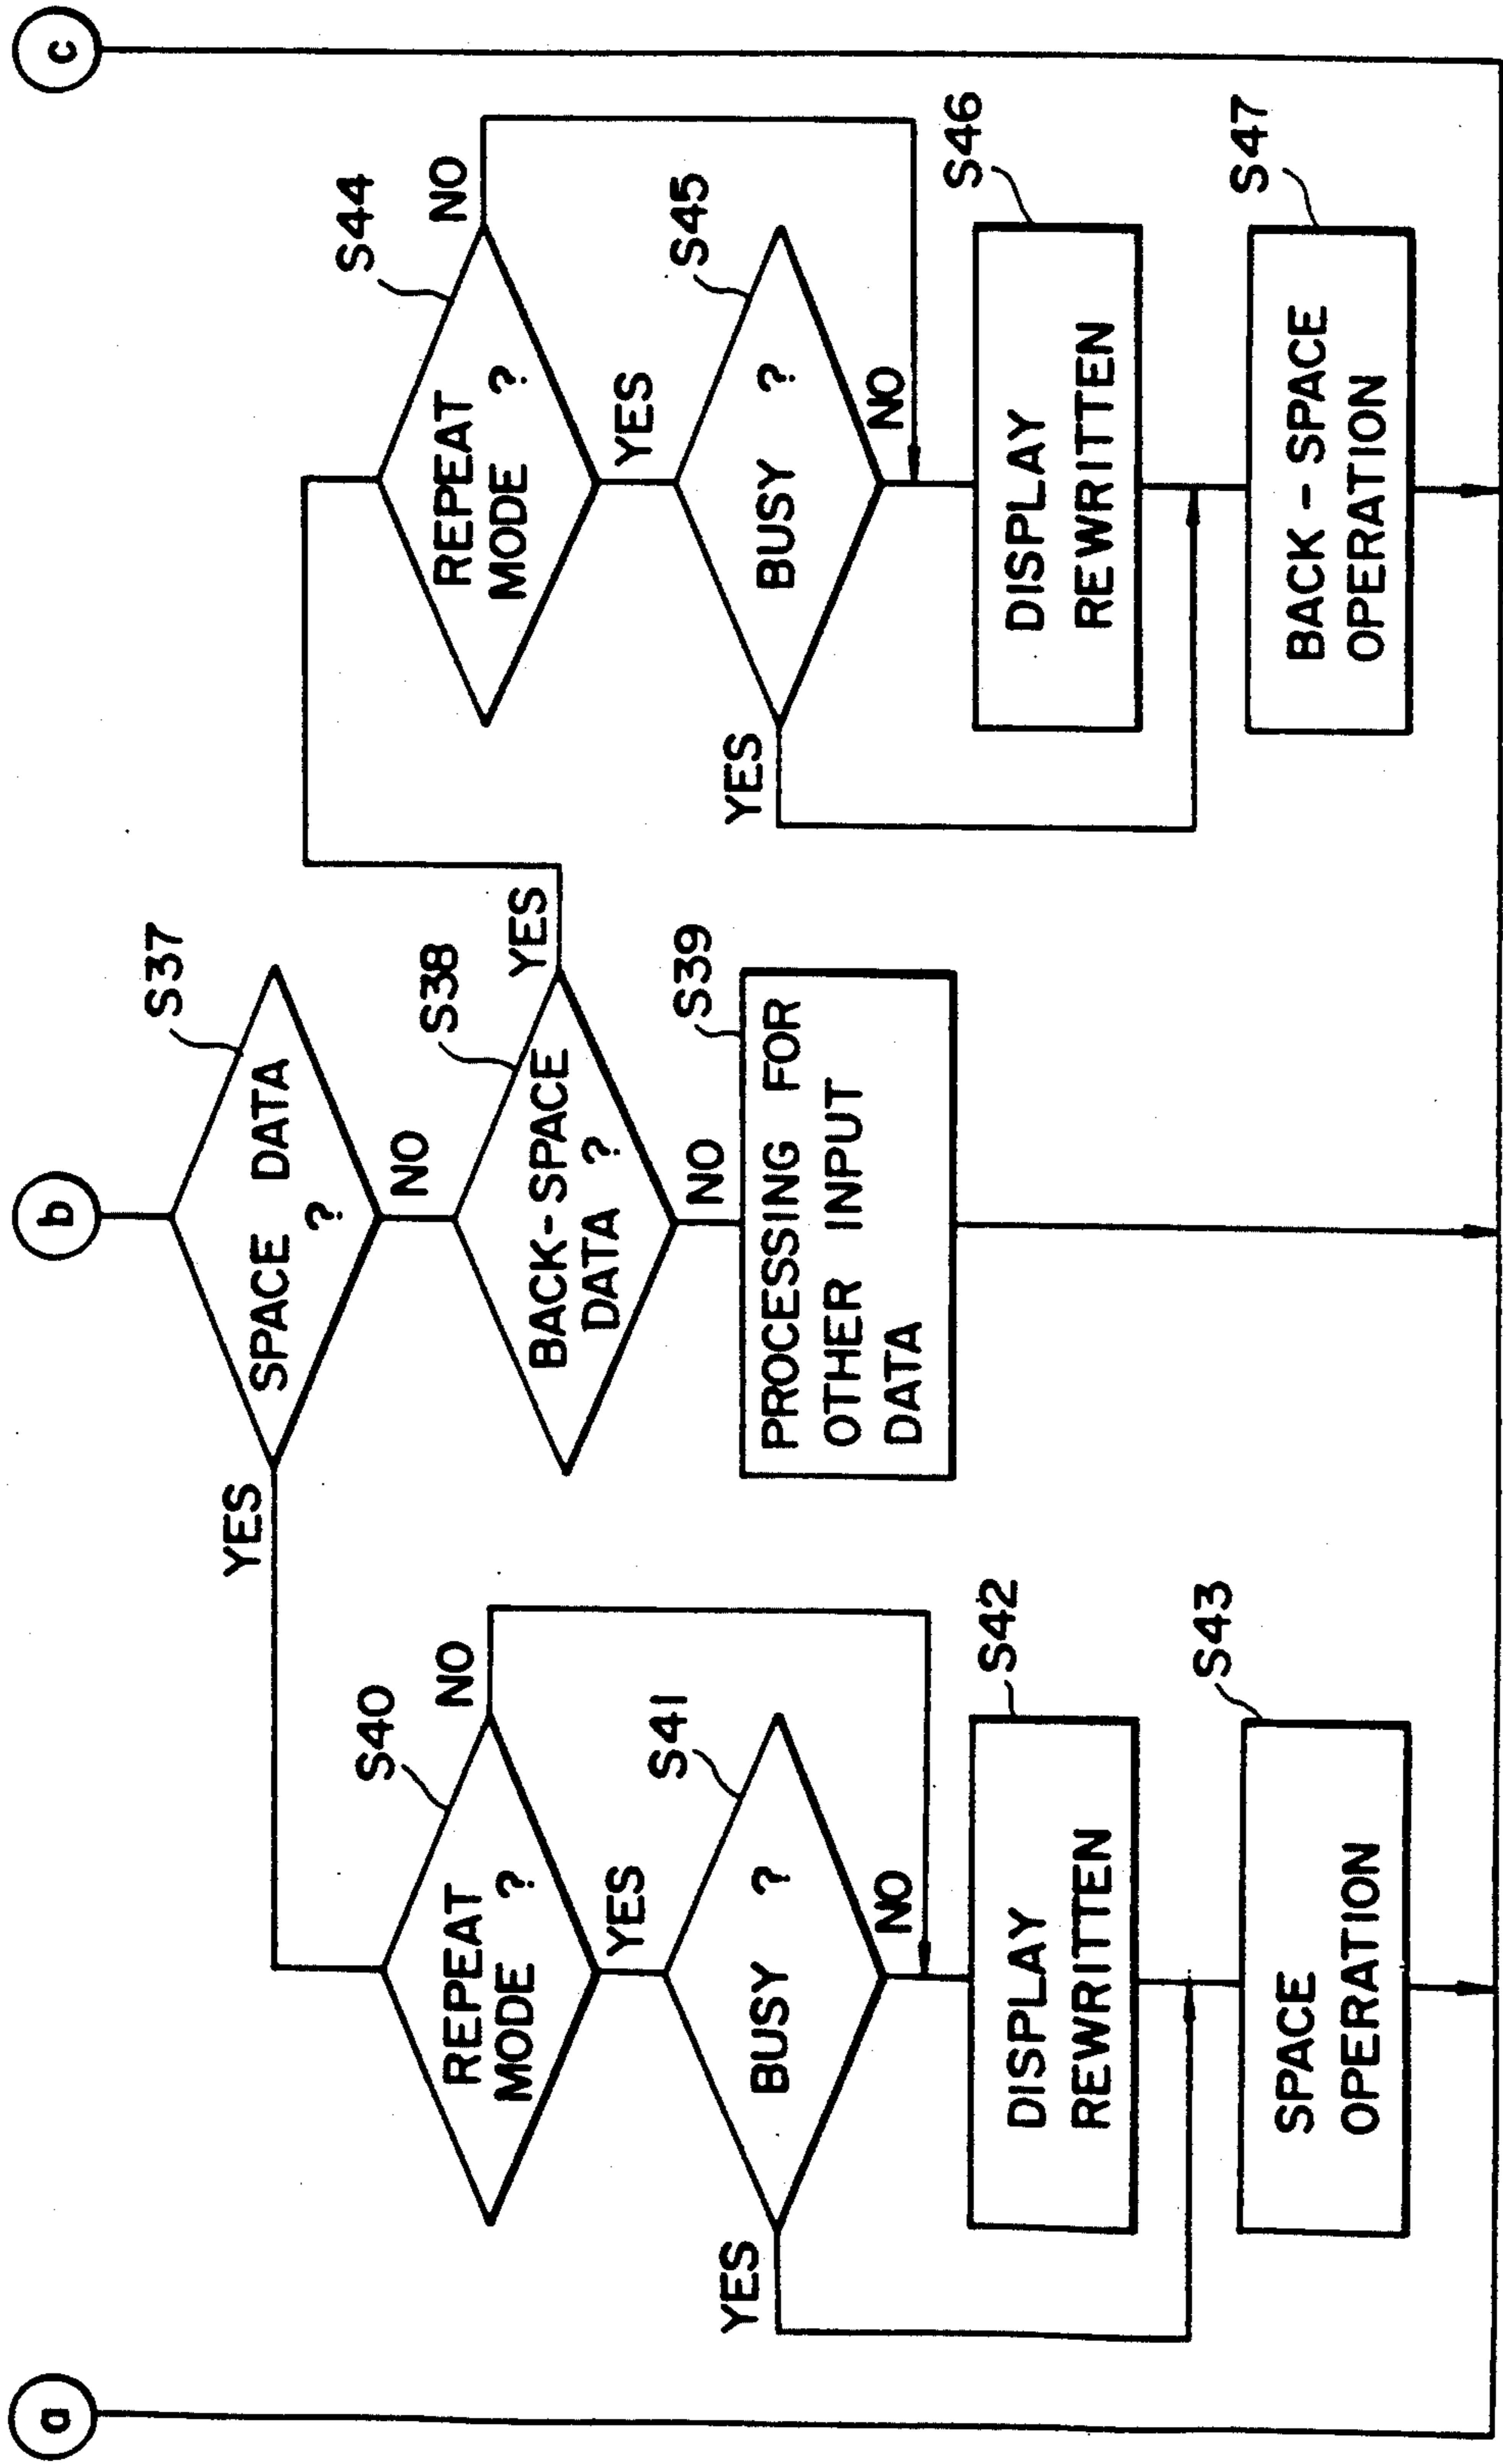 a
b
c
S37
SPACE DATA
?
YES
NO
S38
BACK-SPACE
DATA ?
YES
NO
S39
PROCESSING FOR
OTHER INPUT
DATA
S40
REPEAT
MODE ?
NO
YES
S41
BUSY ?
YES
NO
S42
DISPLAY
REWRITTEN
S43
SPACE
OPERATION
S44
REPEAT
MODE ?
NO
YES
S45
BUSY ?
YES
NO
S46
DISPLAY
REWRITTEN
S47
BACK-SPACE
OPERATION